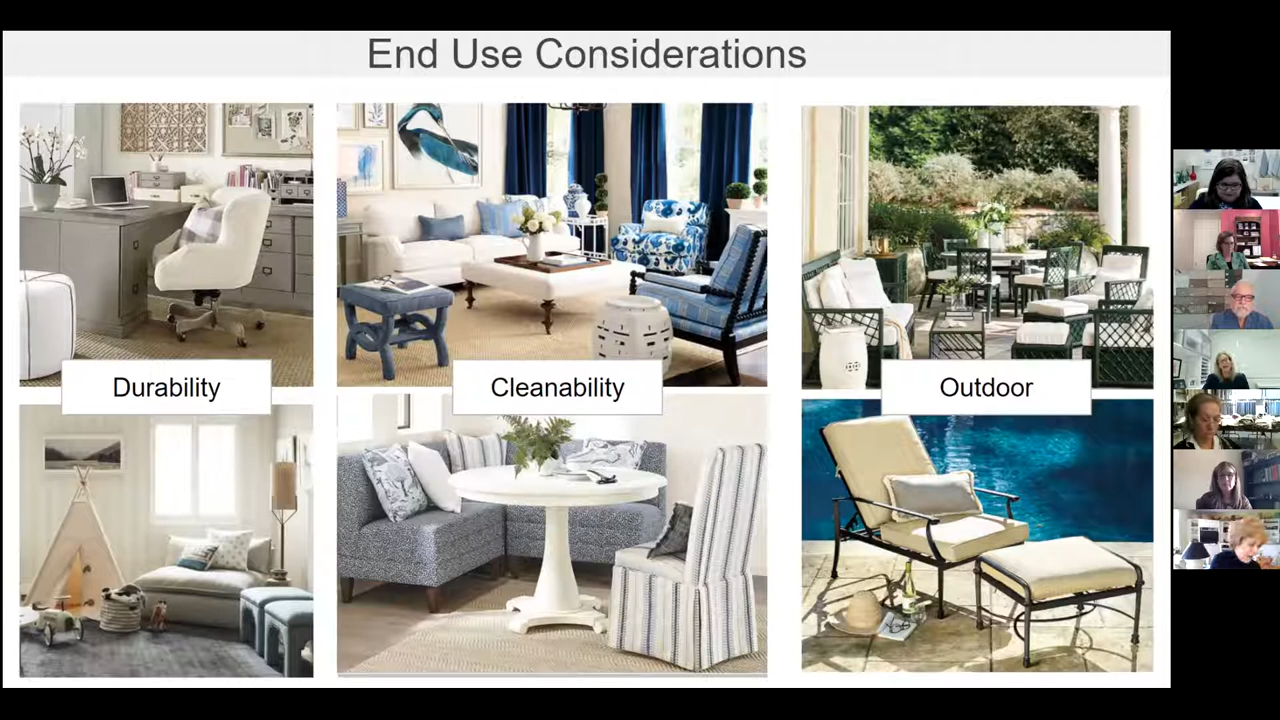 End Use Considerations
Durability
Cleanability
Outdoor